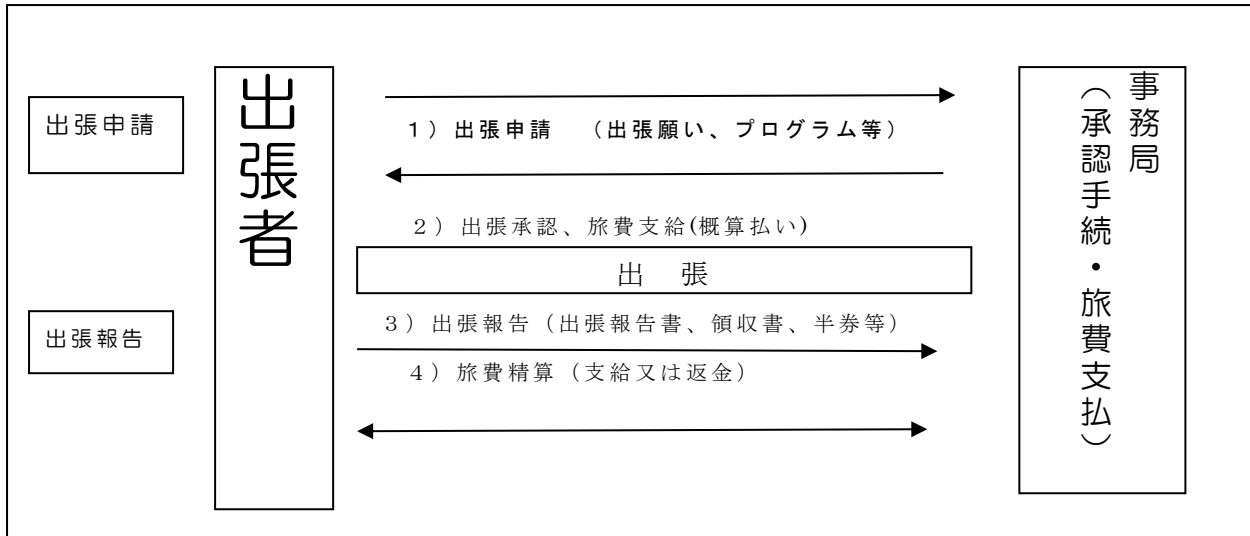 出張申請
出張者
1）出張申請　（出張願い、プログラム等）
2）出張承認、旅費支給(概算払い)
出　張
出張報告
3）出張報告（出張報告書、領収書、半券等）
4）旅費精算（支給又は返金）
事務局
（承認手続・旅費支払）